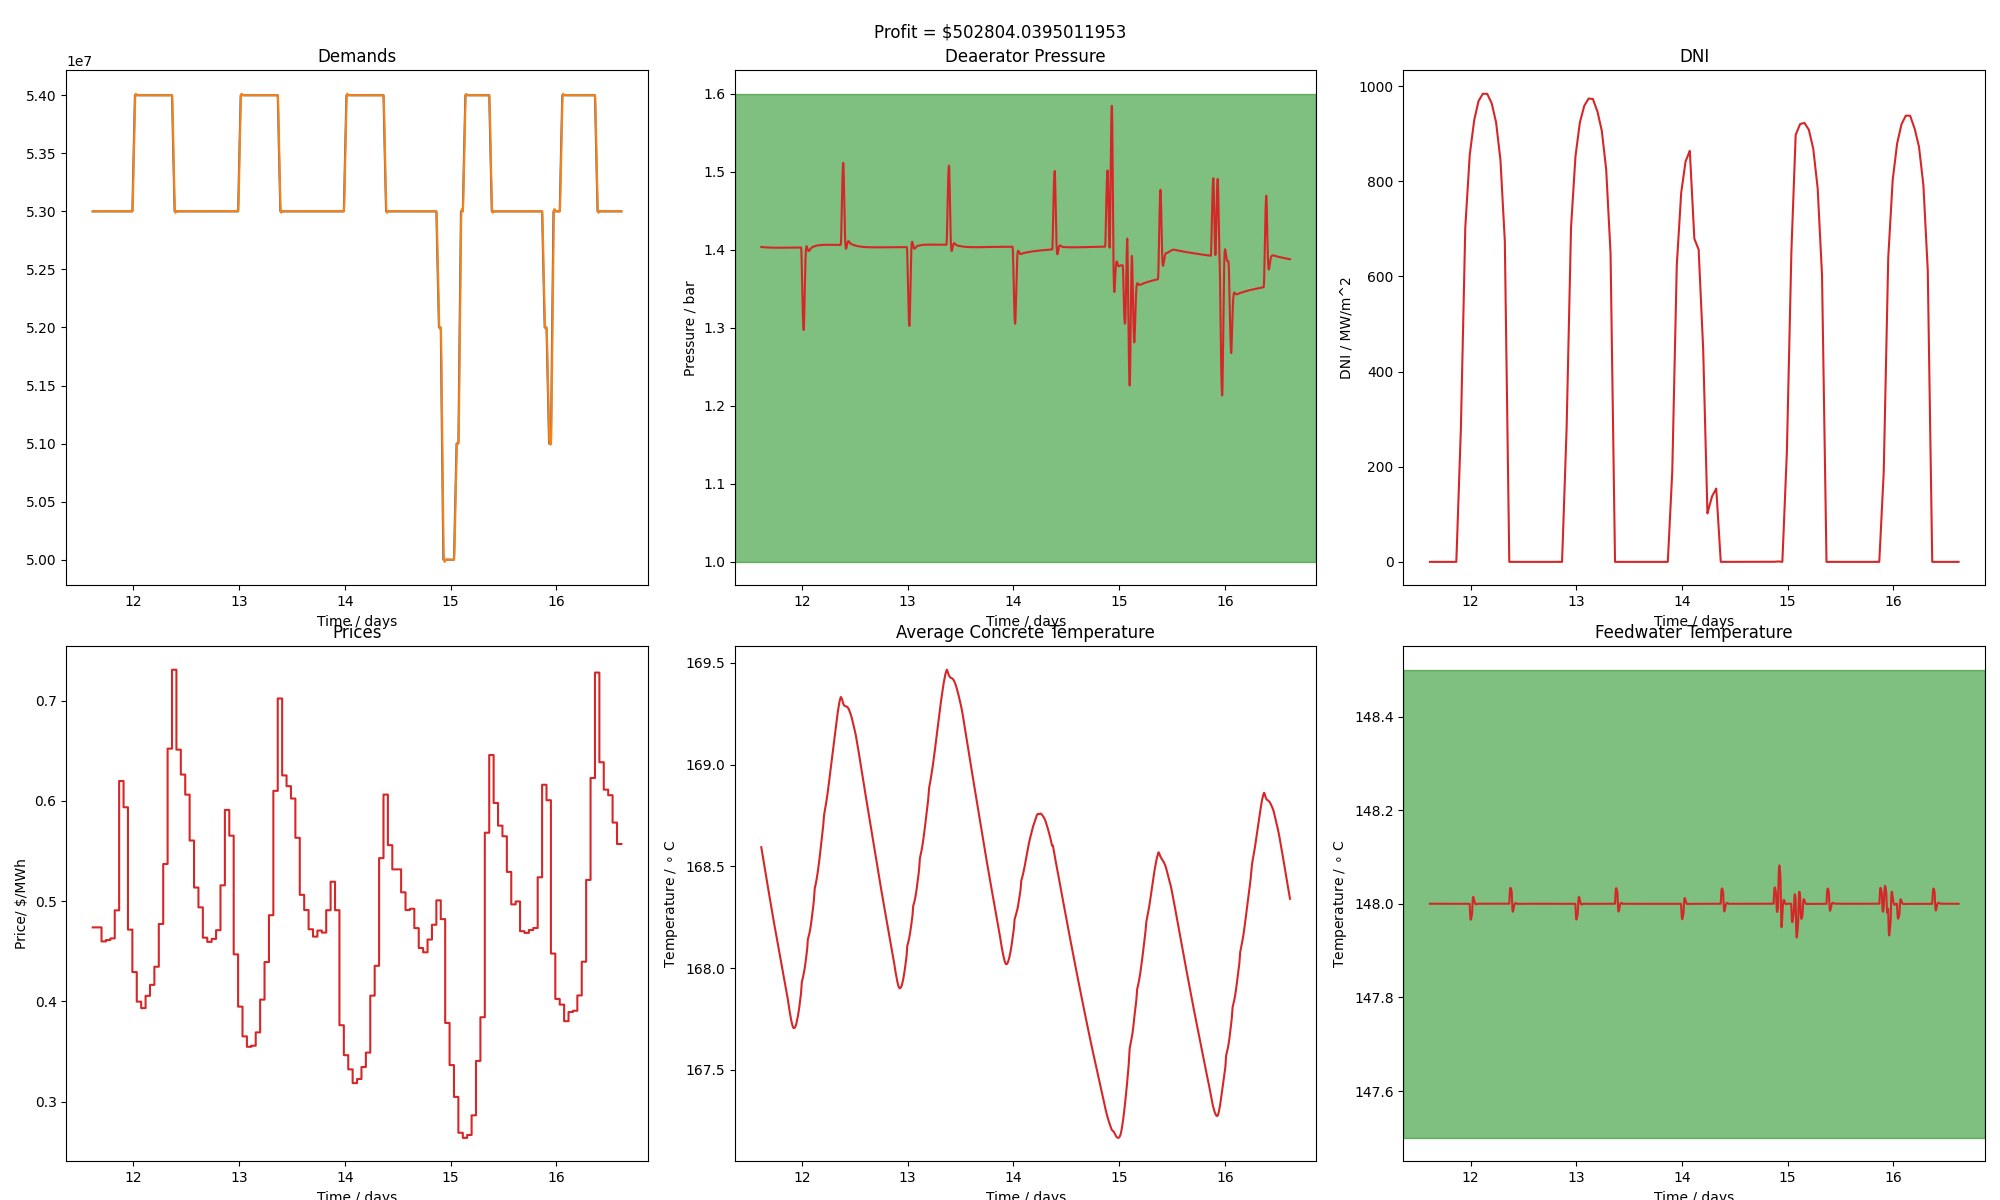 Profit = $502804.0395011953
Demands
1e7
5.40
5.35
5.30
5.25
5.20
5.15
5.10
5.05
5.00
12 13 14 15 16
Time / days
Deaerator Pressure
Pressure / bar
1.6
1.5
1.4
1.3
1.2
1.1
1.0
12 13 14 15 16
Time / days
DNI
DNI / MW/m^2
1000
800
600
400
200
0
12 13 14 15 16
Time / days
Prices
Price/ $/MWh
0.7
0.6
0.5
0.4
0.3
12 13 14 15 16
Time / days
Average Concrete Temperature
Temperature / ∘ C
169.5
169.0
168.5
168.0
167.5
12 13 14 15 16
Time / days
Feedwater Temperature
Temperature / ∘ C
148.4
148.2
148.0
147.8
147.6
12 13 14 15 16
Time / days